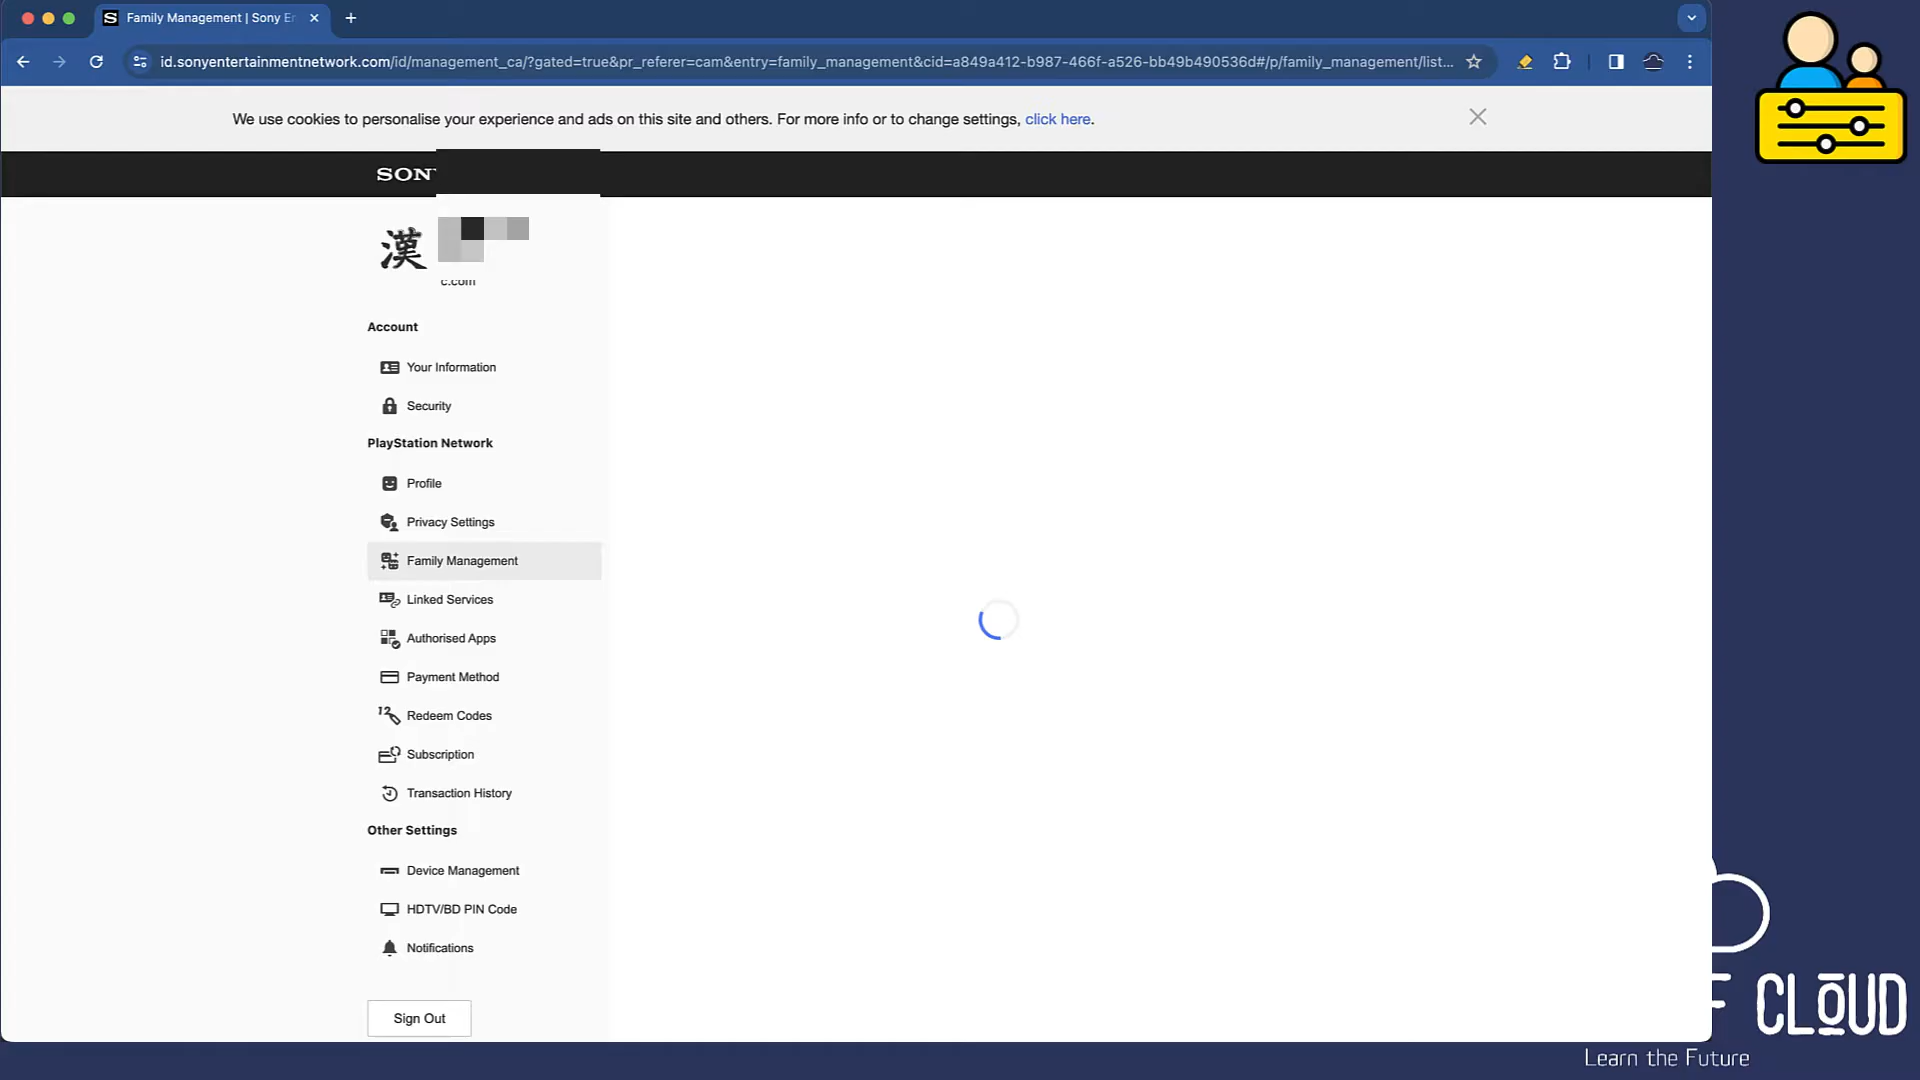 Family Management | Sony Er
id.sonyentertainmentnetwork.com/id/management_ca/?gated=true&pr_referer=cam&entry=family_management&cid=a849a412-b987-466f-a526-bb49b490536d#/p/family_management/list...
We use cookies to personalise your experience and ads on this site and others. For more info or to change settings, click here.
SON
漢
c.com
Account
Your Information
Security
PlayStation Network
Profile
Privacy Settings
Family Management
Linked Services
Authorised Apps
Payment Method
Redeem Codes
Subscription
Transaction History
Other Settings
Device Management
HDTV/BD PIN Code
Notifications
Sign Out
F CLOUD
Learn the Future